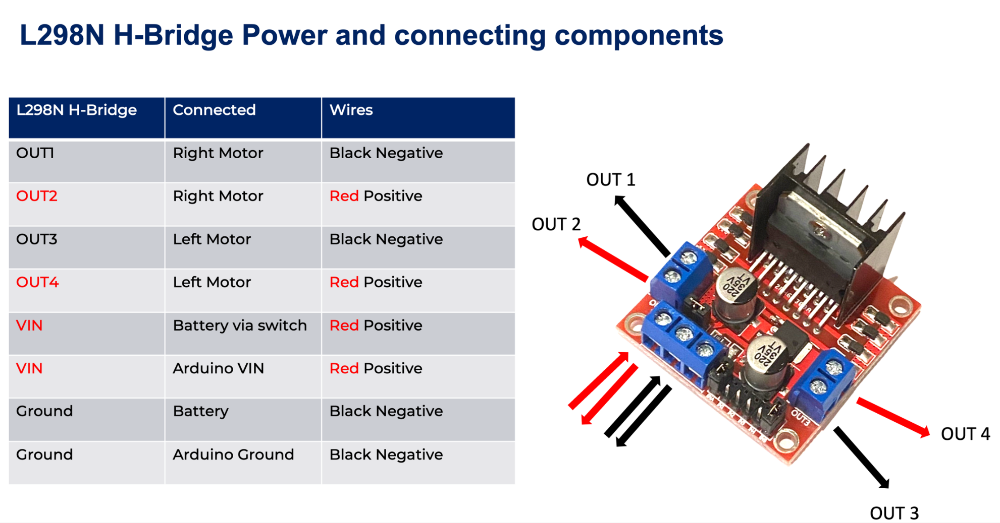 L298N H-Bridge Power and connecting components
L298N H-Bridge Connected Wires
OUT1 Right Motor Black Negative
OUT2 Right Motor Red Positive
OUT3 Left Motor Black Negative
OUT4 Left Motor Red Positive
VIN Battery via switch Red Positive
VIN Arduino VIN Red Positive
Ground Battery Black Negative
Ground Arduino Ground Black Negative
OUT 1
OUT 2
220
35V
VT
220
35V
VT
OUT3
OUT 4
OUT 3